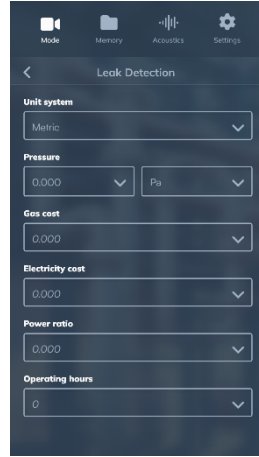 Mode Memory Acoustics Settings
Leak Detection
Unit system
Metric
Pressure
0.000 Pa
Gas cost
0.000
Electricity cost
0.000
Power ratio
0.000
Operating hours
0